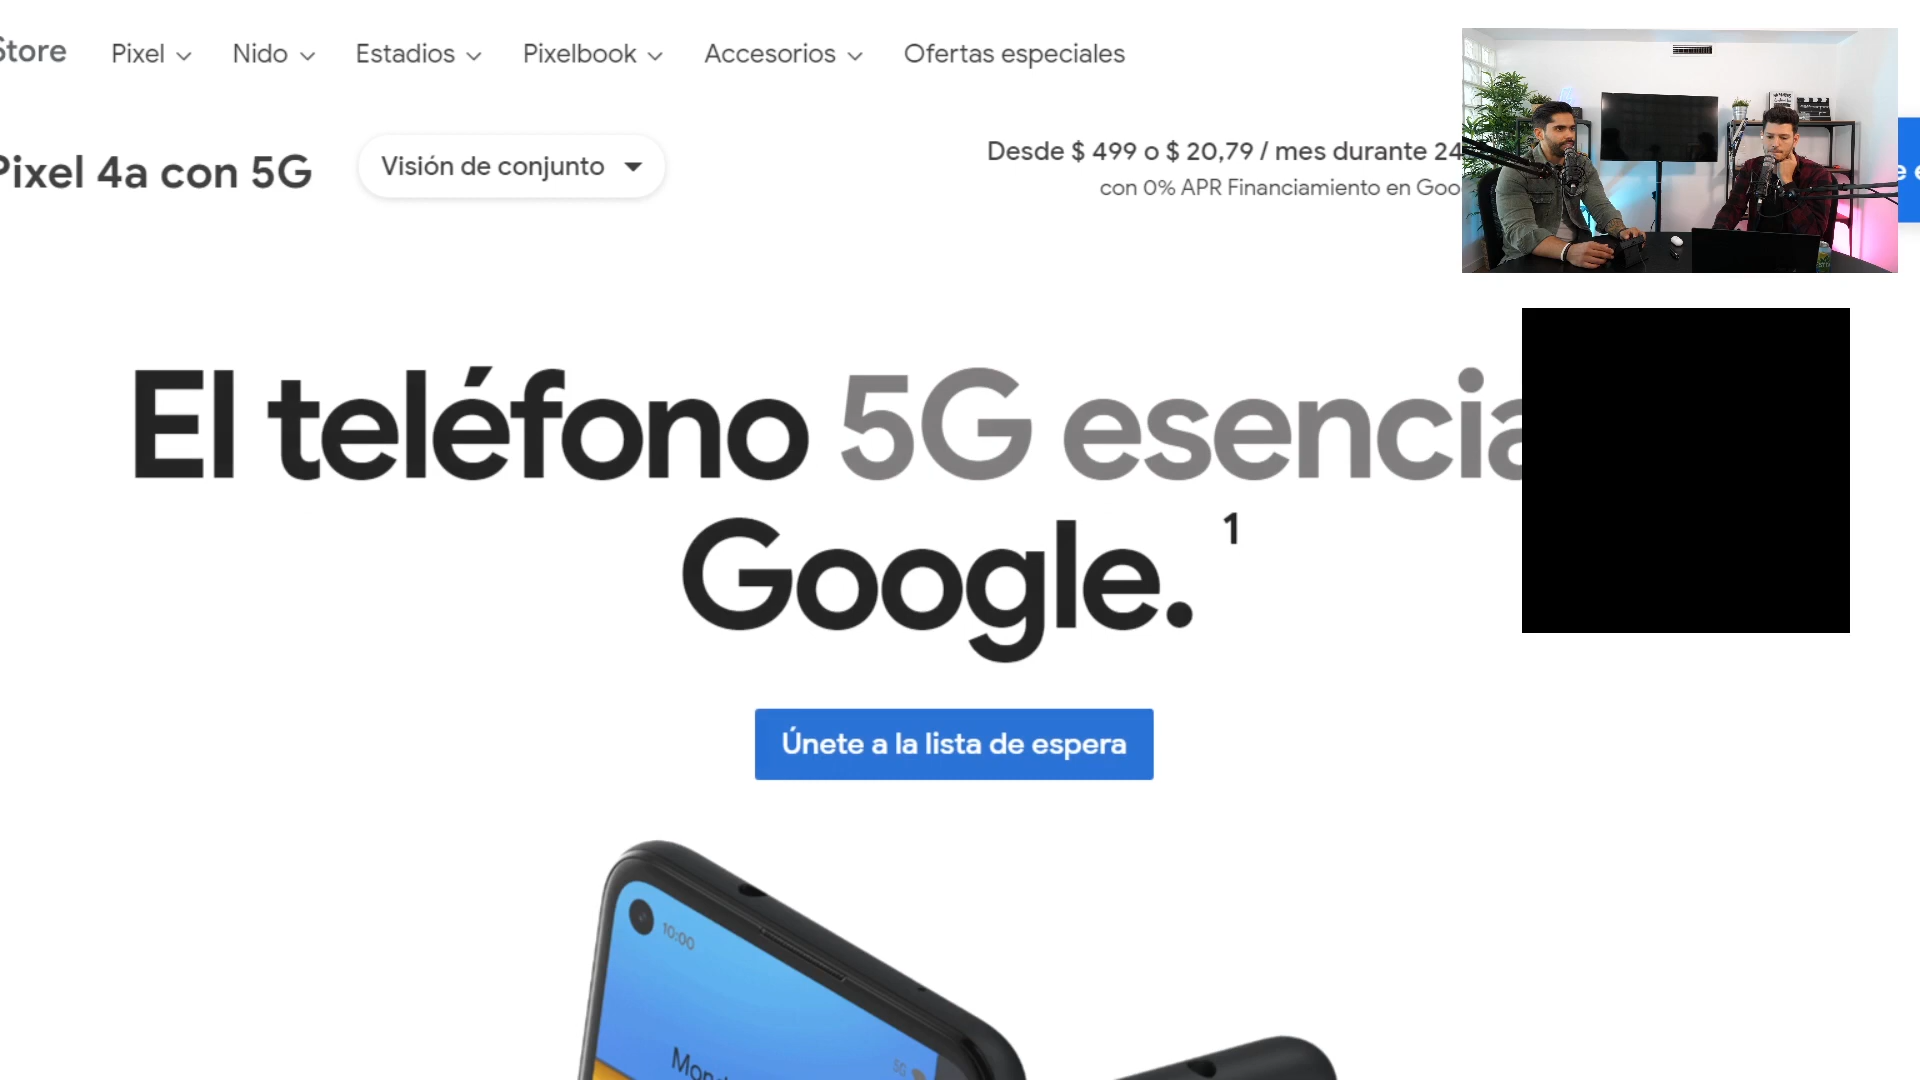 Store Pixel Nido Estadios Pixelbook Accesorios Ofertas especiales
Pixel 4a con 5G Visión de conjunto
Desde $ 499 o $ 20,79 / mes durante 24
con 0% APR Financiamiento en Goo
El teléfono 5G esencia
Google. 1
Únete a la lista de espera
10:00
5G